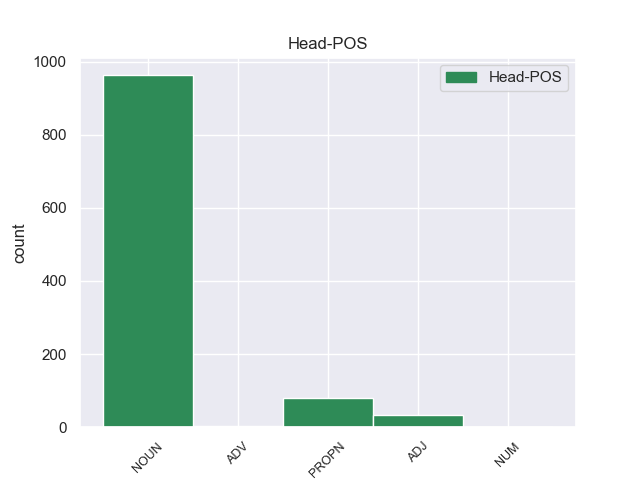 Head-POS
Head-POS
1000
800
600
400
200
0
count
NOUN
ADV
PROPN
ADJ
NUM